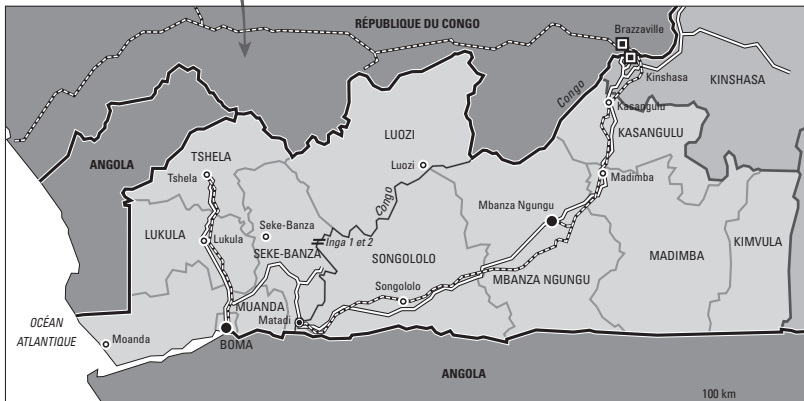 RÉPUBLIQUE DU CONGO
Brazzaville
Kinshasa
KINSHASA
Congo
Kasangulu
KASANGULU
LUOZI
ANGOLA
TSHELA
Tshela
Luozi
Madimba
Congo
Mbanza Ngungu
Seke-Banza
LUKULA
Lukula
Inga 1 et 2
SEKE-BANZA
SONGOLOLO
MADIMBA
KIMVULA
MBANZA NGUNGU
Songololo
MUANDA
Matadi
OCÉAN
ATLANTIQUE
Moanda
BOMA
ANGOLA
100 km